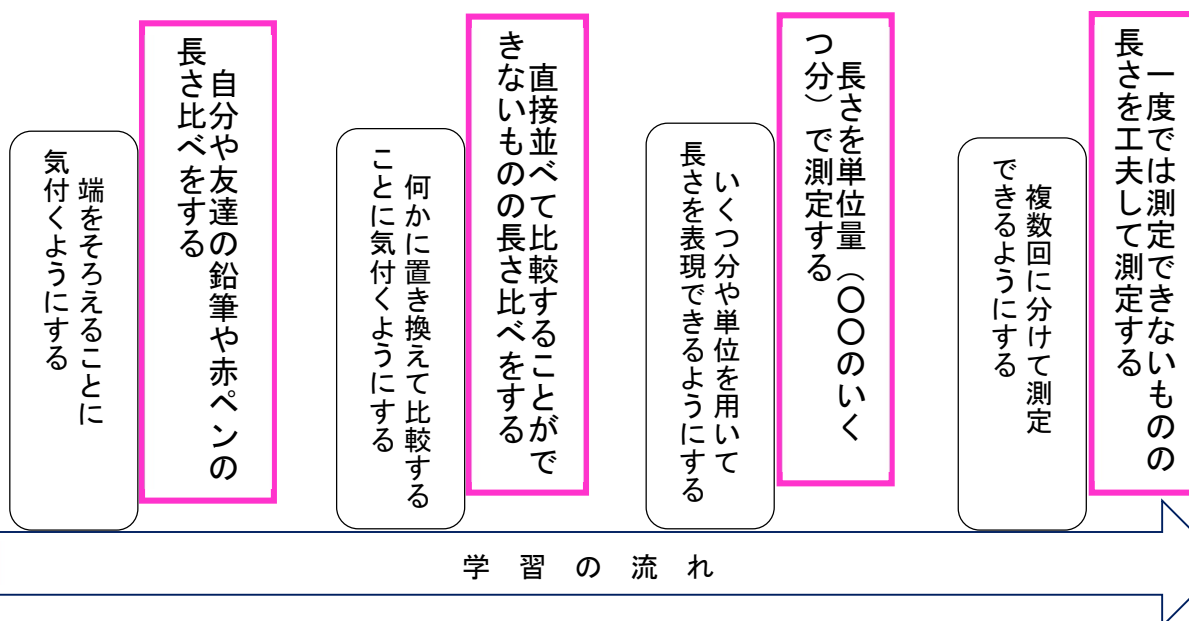 自分や友達の鉛筆や赤ペンの
長さ比べをする
端をそろえることに
気付くようにする
直接並べて比較することがで
きないものの長さ比べをする
何かに置き換えて比較する
ことに気付くようにする
長さを単位量（〇〇のいく
つ分）で測定する
いくつ分や単位を用いて
長さを表現できるようにする
一度では測定できないものの
長さを工夫して測定する
複数回に分けて測定
できるようにする
学習の流れ